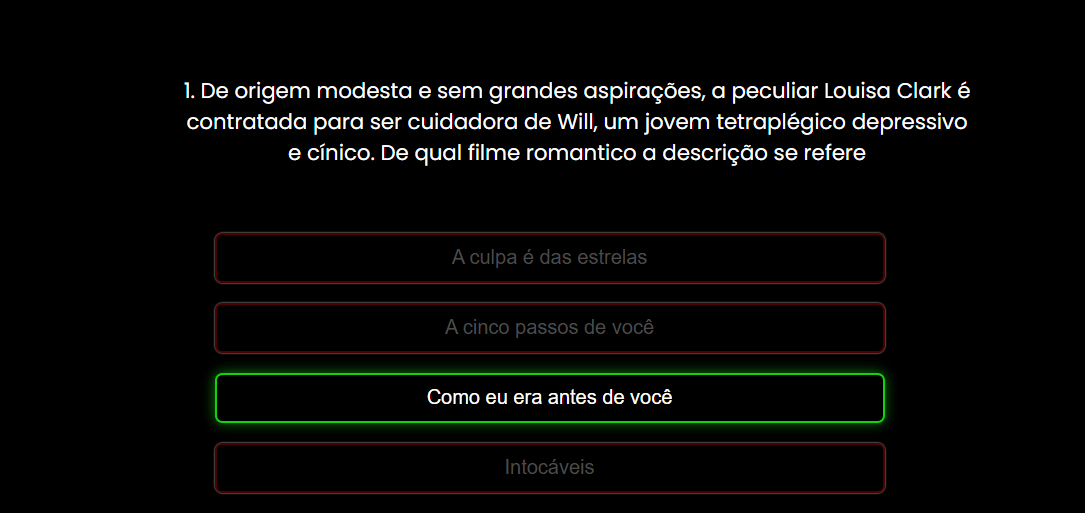 1. De origem modesta e sem grandes aspirações, a peculiar Louisa Clark é
contratada para ser cuidadora de Will, um jovem tetraplégico depressivo
e cínico. De qual filme romantico a descrição se refere
A culpa é das estrelas
A cinco passos de você
Como eu era antes de você
Intocáveis